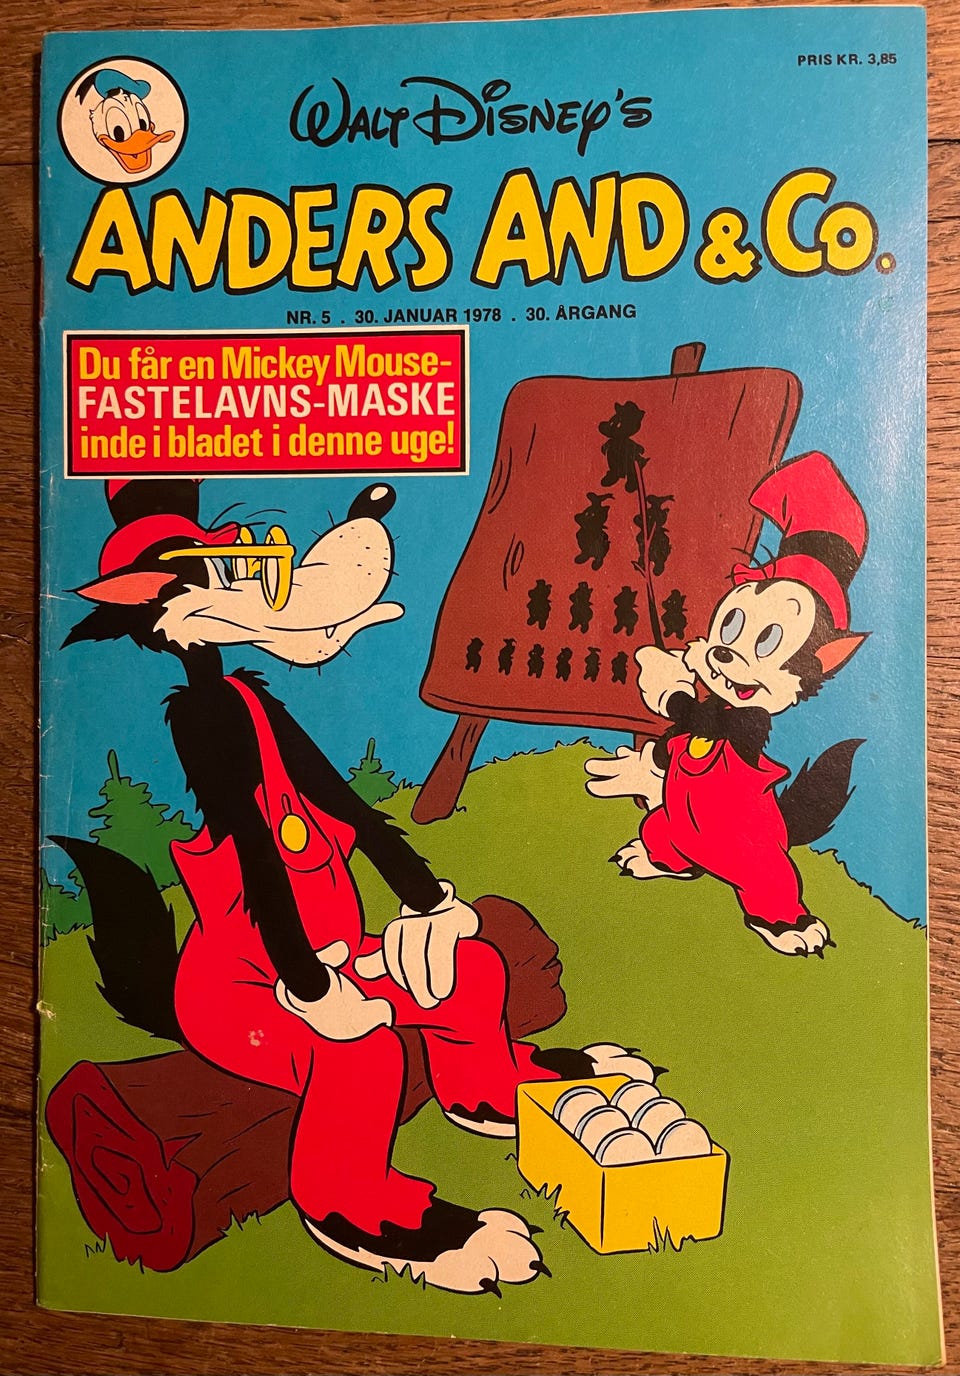 PRIS KR. 3,85
WALT DISNEY'S
ANDERS AND & Co.
NR. 5 . 30. JANUAR 1978 . 30. ÅRGANG
Du får en Mickey Mouse-
FASTELAVNS-MASKE
inde i bladet i denne uge!